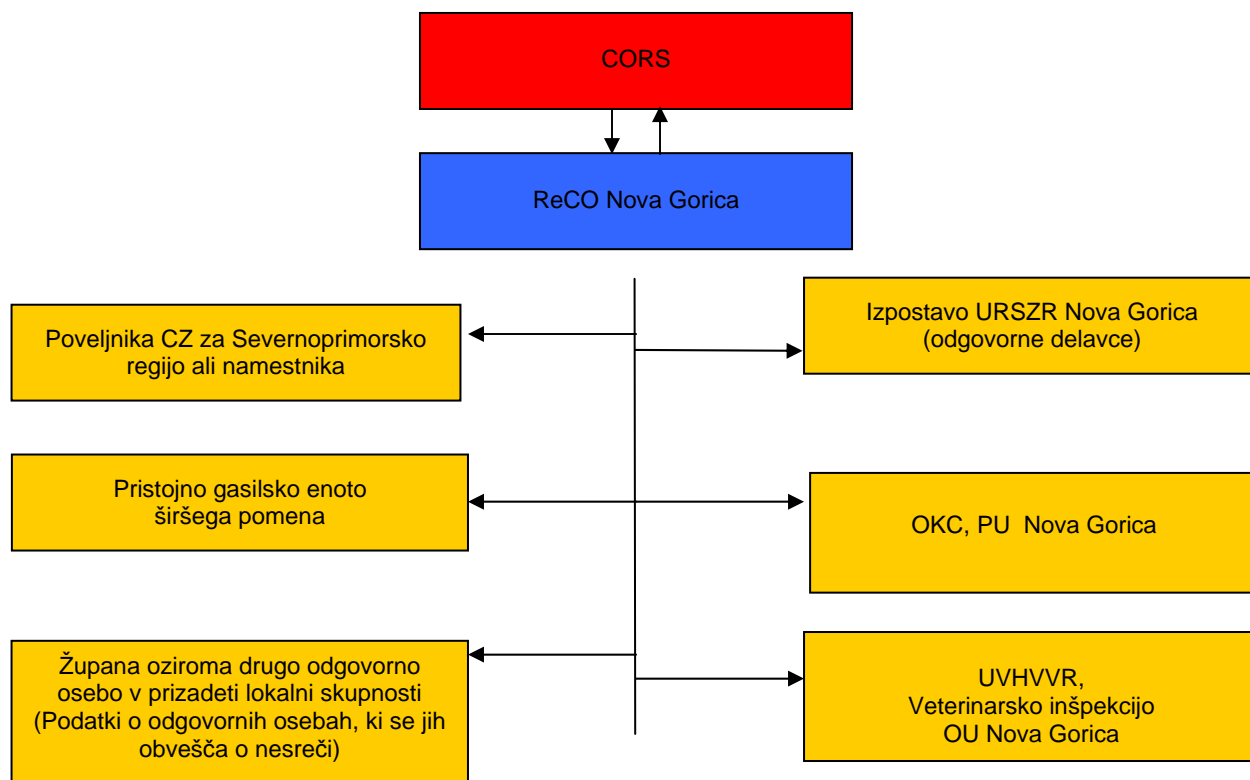 CORS
ReCO Nova Gorica
Poveljnika CZ za Severnoprimorsko
regijo ali namestnika
Izpostavo URSZR Nova Gorica
(odgovorne delavce)
Pristojno gasilsko enoto
širšega pomena
OKC, PU Nova Gorica
Župana oziroma drugo odgovorno
osebo v prizadeti lokalni skupnosti
(Podatki o odgovornih osebah, ki se jih
obvešča o nesreči)
UVHVVR,
Veterinarsko inšpekcijo
OU Nova Gorica